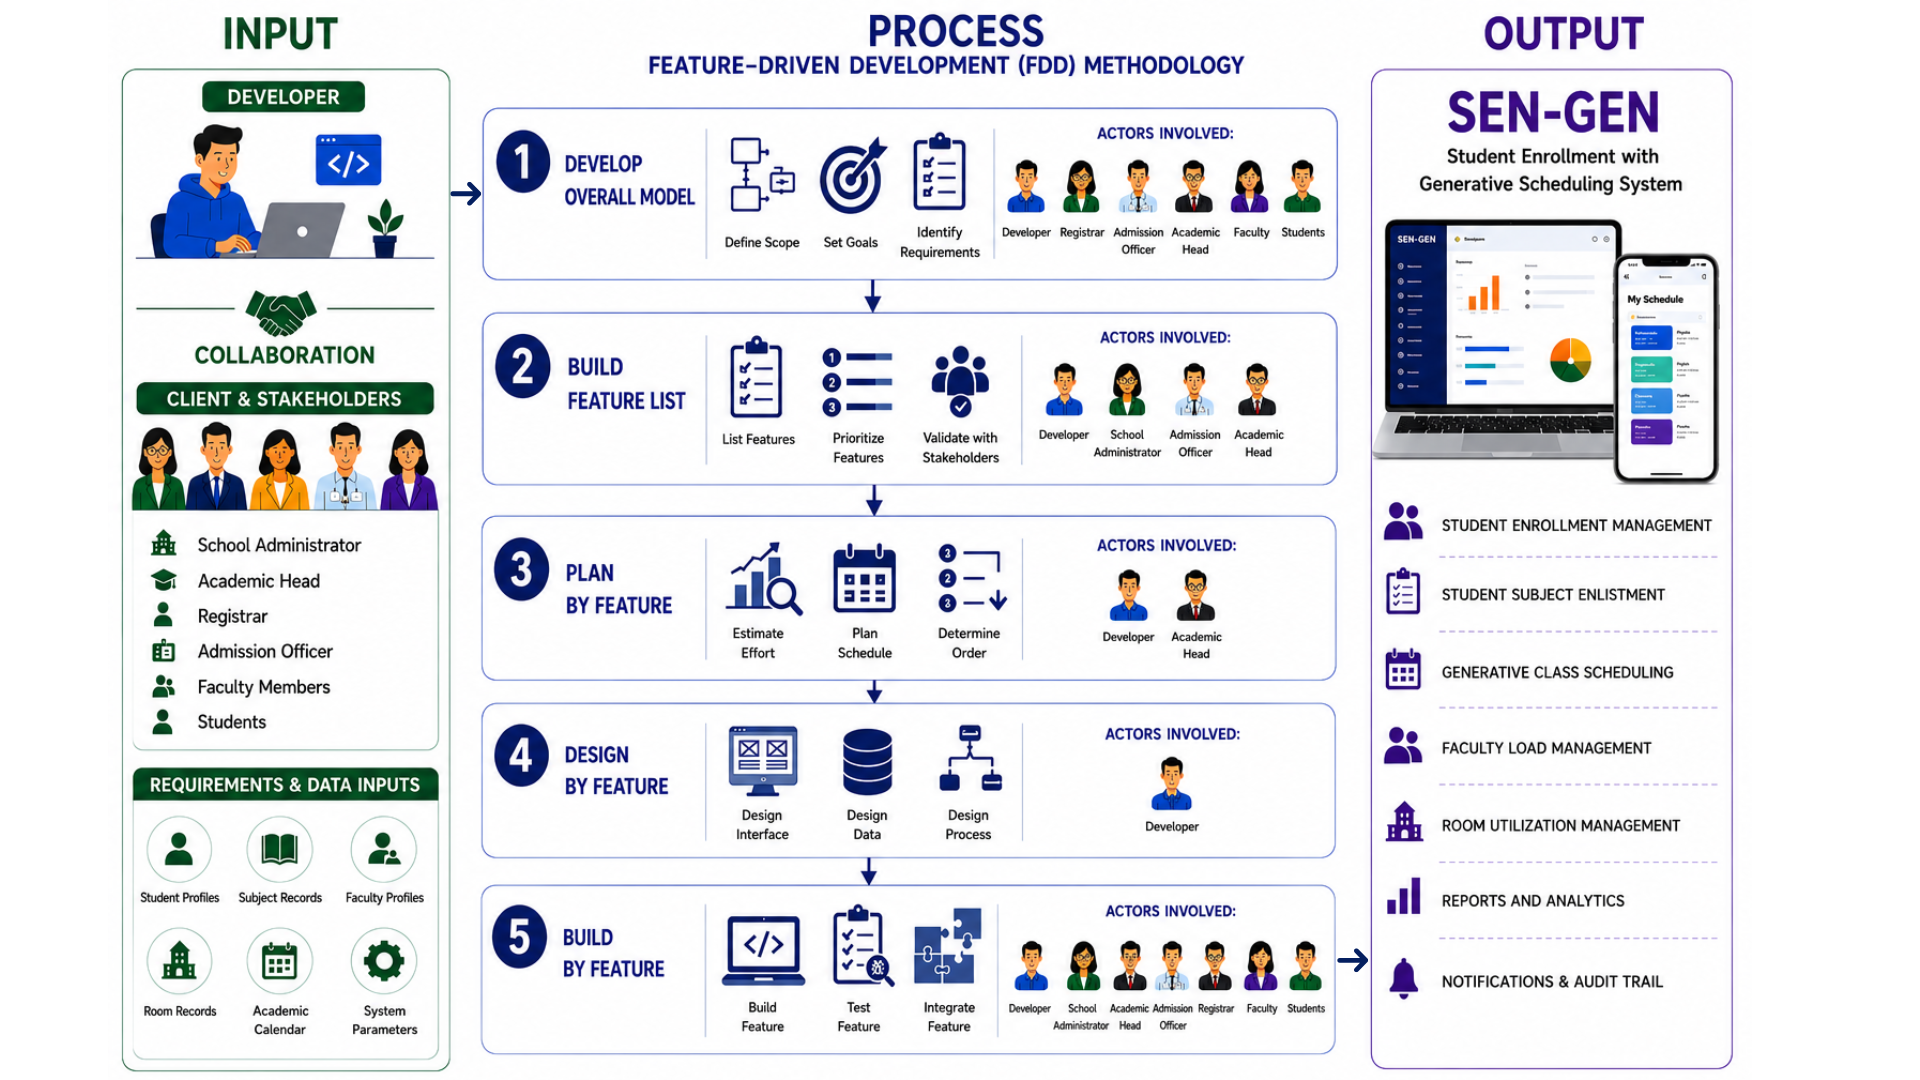 INPUT
DEVELOPER
</>
COLLABORATION
CLIENT & STAKEHOLDERS
School Administrator
Academic Head
Registrar
Admission Officer
Faculty Members
Students
REQUIREMENTS & DATA INPUTS
Student Profiles
Subject Records
Faculty Profiles
Room Records
Academic
Calendar
System
Parameters
PROCESS
FEATURE-DRIVEN DEVELOPMENT (FDD) METHODOLOGY
1
DEVELOP
OVERALL MODEL
Define Scope
Set Goals
Identify
Requirements
ACTORS INVOLVED:
Developer
Registrar
Admission
Officer
Academic
Head
Faculty
Students
2
BUILD
FEATURE LIST
1
2
3
List Features
Prioritize
Features
Validate with
Stakeholders
ACTORS INVOLVED:
Developer
School
Administrator
Admission
Officer
Academic
Head
3
PLAN
BY FEATURE
3
2
3
Estimate
Effort
Plan
Schedule
Determine
Order
ACTORS INVOLVED:
Developer
Academic
Head
4
DESIGN
BY FEATURE
Design
Interface
Design
Data
Design
Process
ACTORS INVOLVED:
Developer
5
BUILD
BY FEATURE
</>
Build
Feature
Test
Feature
Integrate
Feature
ACTORS INVOLVED:
Developer
School
Administrator
Academic
Head
Admission
Officer
Registrar
Faculty
Students
OUTPUT
SEN-GEN
Student Enrollment with
Generative Scheduling System
SEN-GEN
My Schedule
STUDENT ENROLLMENT MANAGEMENT
STUDENT SUBJECT ENLISTMENT
GENERATIVE CLASS SCHEDULING
FACULTY LOAD MANAGEMENT
ROOM UTILIZATION MANAGEMENT
REPORTS AND ANALYTICS
NOTIFICATIONS & AUDIT TRAIL